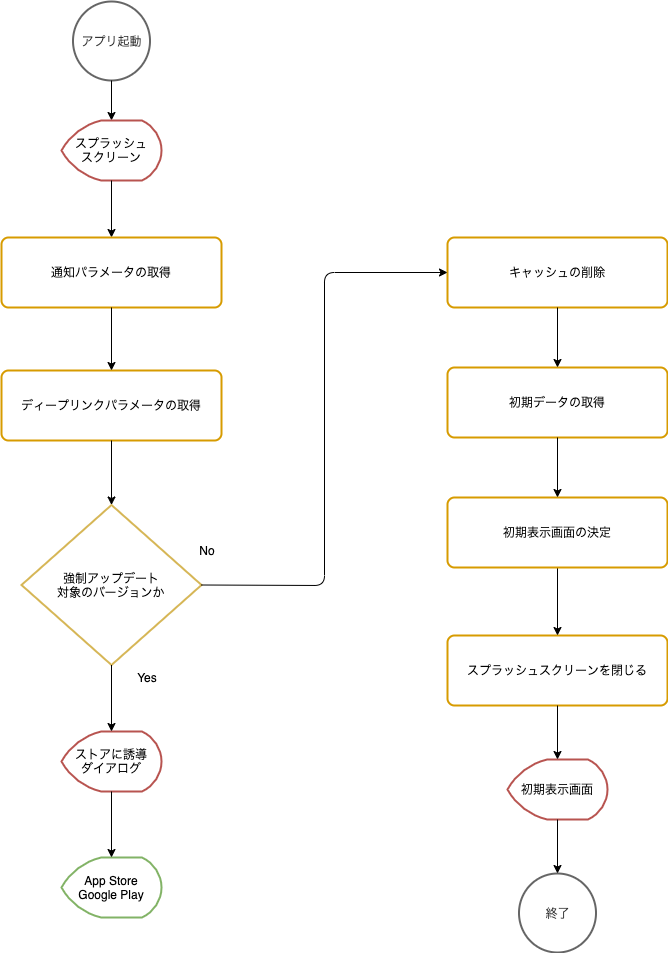 アプリ起動
スプラッシュ
スクリーン
通知パラメータの取得
ディープリンクパラメータの取得
強制アップデート
対象のバージョンか
No
Yes
ストアに誘導
ダイアログ
App Store
Google Play
キャッシュの削除
初期データの取得
初期表示画面の決定
スプラッシュスクリーンを閉じる
初期表示画面
終了